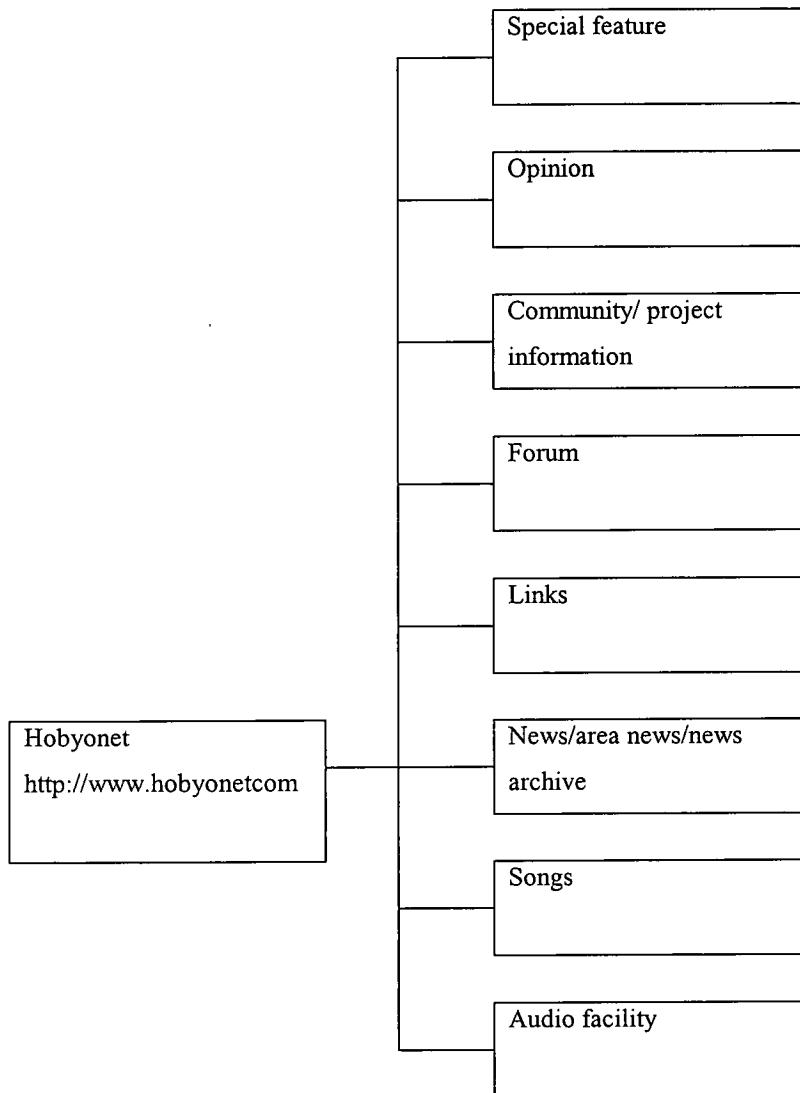 Special feature
Opinion
Community/ project
information
Forum
Links
Hobyonet
http://www.hobyonetcom
News/area news/news
archive
Songs
Audio facility